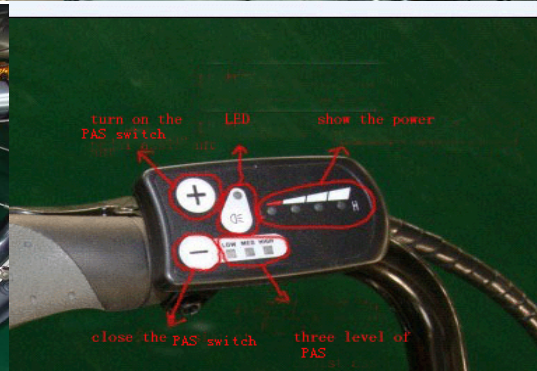 turn on the
PAS switch
LED
show the power
H
LOW MED HIGH
close the PAS switch
three level of
PAS